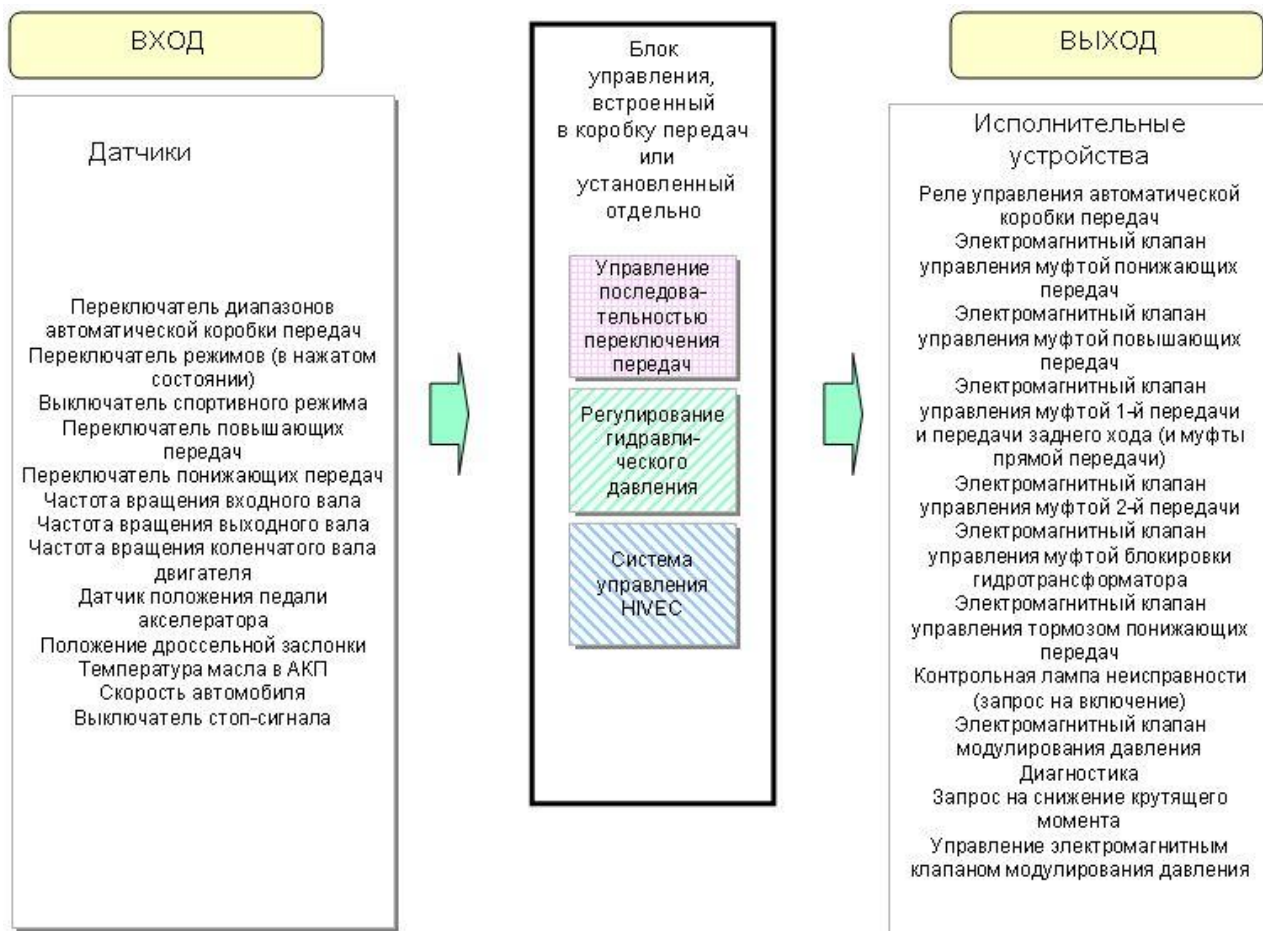 ВХОД
Датчики
Переключатель диапазонов
автоматической коробки передач
Переключатель режимов (в нажатом
состоянии)
Выключатель спортивного режима
Переключатель повышающих
передач
Переключатель понижающих передач
Частота вращения входного вала
Частота вращения выходного вала
Частота вращения коленчатого вала
двигателя
Датчик положения педали
акселератора
Положение дроссельной заслонки
Температура масла в АКП
Скорость автомобиля
Выключатель стоп-сигнала
Блок
управления,
встроенный
в коробку передач
или
установленный
отдельно
Управление
последова-
тельностью
переключения
передач
Регулирование
гидравли-
ческого
давления
Система
управления
HIVEC
ВЫХОД
Исполнительные
устройства
Реле управления автоматической
коробки передач
Электромагнитный клапан
управления муфтой понижающих
передач
Электромагнитный клапан
управления муфтой повышающих
передач
Электромагнитный клапан
управления муфтой 1-й передачи
и передачи заднего хода (и муфты
прямой передачи)
Электромагнитный клапан
управления муфтой 2-й передачи
Электромагнитный клапан
управления муфтой блокировки
гидротрансформатора
Электромагнитный клапан
управления тормозом понижающих
передач
Контрольная лампа неисправности
(запрос на включение)
Электромагнитный клапан
модулирования давления
Диагностика
Запрос на снижение крутящего
момента
Управление электромагнитным
клапаном модулирования давления